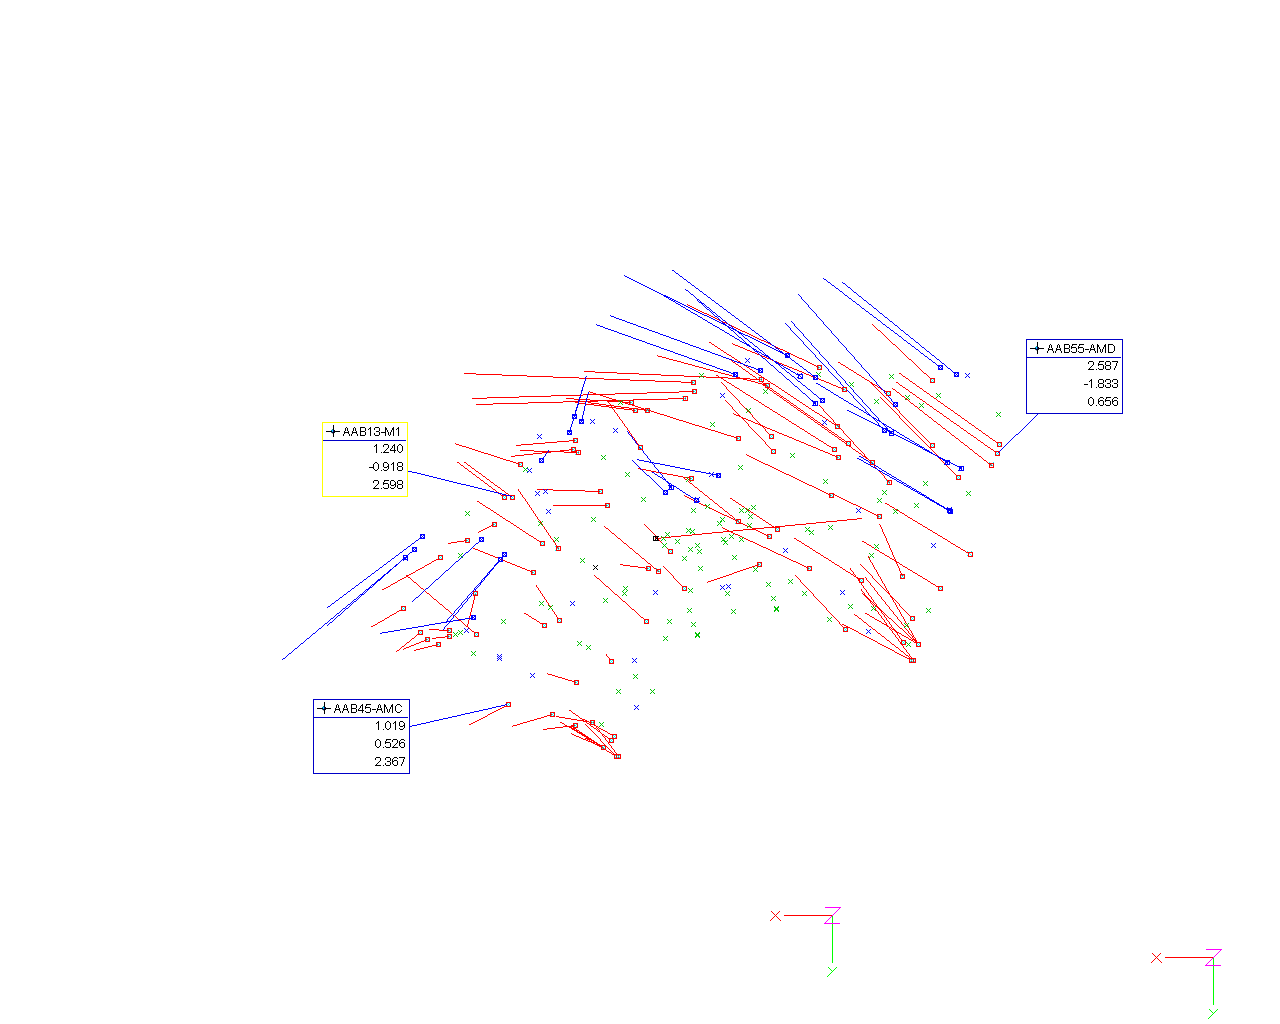 AAB55-AMD
2.587
-1.833
0.656
AAB13-M1
1.240
-0.918
2.598
AAB45-AMC
1.019
0.526
2.367
X
Z
Y
X
Z
Y